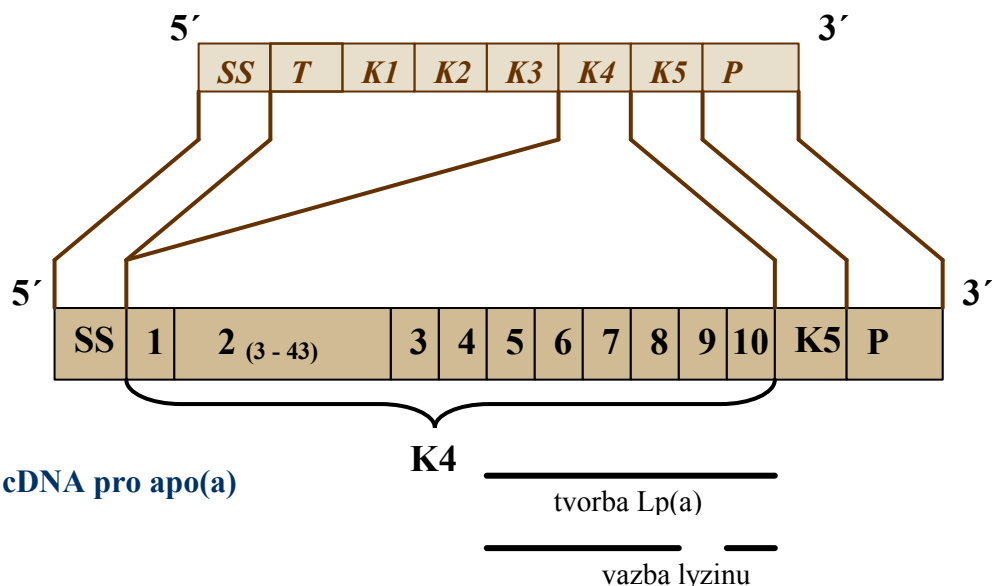 5´ 3´
SS T K1 K2 K3 K4 K5 P
5´ 3´
SS 1 2 (3 - 43) 3 4 5 6 7 8 9 10 K5 P
K4
cDNA pro apo(a)
tvorba Lp(a)
vazba lyzinu